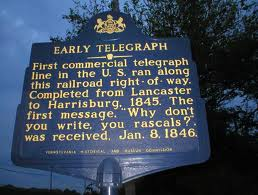 EARLY TELEGRAPH
First commercial telegraph
line in the U. S. ran along
this railroad right-of-way.
Completed from Lancaster
to Harrisburg, 1845. The
first message, "Why don't
you write, you rascals?",
was received, Jan. 8, 1846.
PENNSYLVANIA HISTORICAL AND MUSEUM COMMISSION